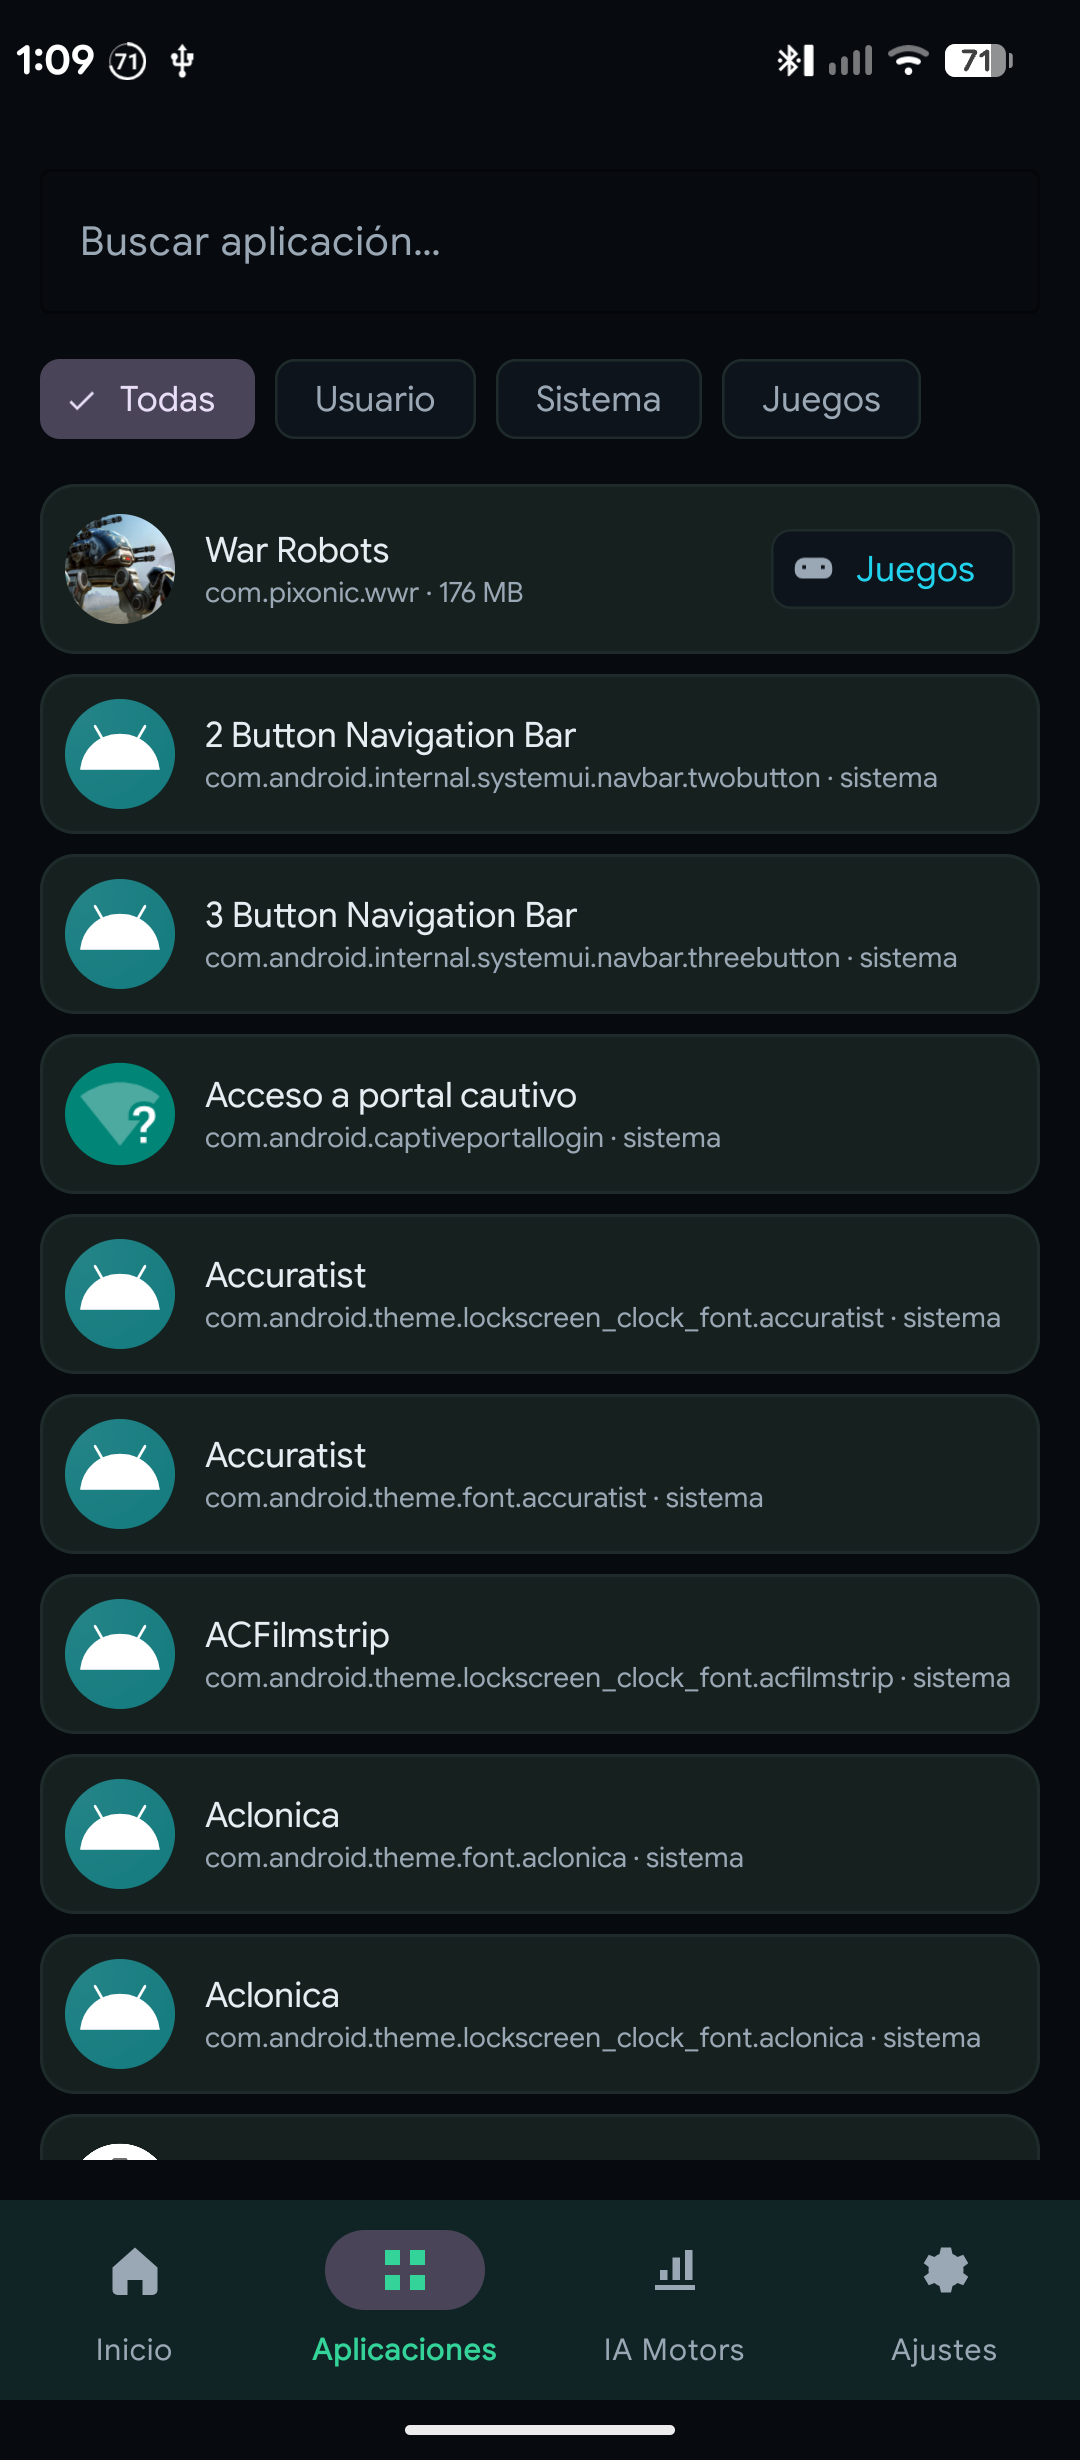 1:09 71 71
Buscar aplicación...
Todas Usuario Sistema Juegos
War Robots
com.pixonic.wwr · 176 MB
Juegos
2 Button Navigation Bar
com.android.internal.systemui.navbar.twobutton · sistema
3 Button Navigation Bar
com.android.internal.systemui.navbar.threebutton · sistema
Acceso a portal cautivo
com.android.captiveportallogin · sistema
Accuratist
com.android.theme.lockscreen_clock_font.accuratist · sistema
Accuratist
com.android.theme.font.accuratist · sistema
ACFilmstrip
com.android.theme.lockscreen_clock_font.acfilmstrip · sistema
Aclonica
com.android.theme.font.aclonica · sistema
Aclonica
com.android.theme.lockscreen_clock_font.aclonica · sistema
Inicio Aplicaciones IA Motors Ajustes